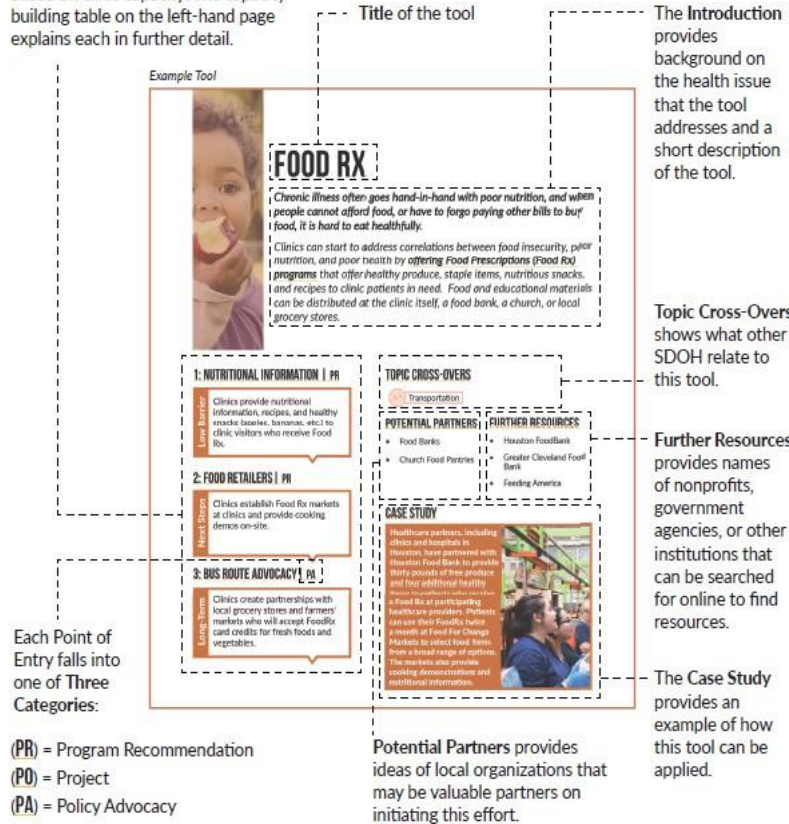 building table on the left-hand page
explains each in further detail.
Title of the tool
The Introduction
provides
background on
the health issue
that the tool
addresses and a
short description
of the tool.
Example Tool
FOOD RX
Chronic illness often goes hand-in-hand with poor nutrition, and when
people cannot afford food, or have to forgo paying other bills to buy
food, it is hard to eat healthfully.
Clinics can start to address correlations between food insecurity, poor
nutrition, and poor health by offering Food Prescriptions (Food Rx)
programs that offer healthy produce, staple items, nutritious snacks,
and recipes to clinic patients in need. Food and educational materials
can be distributed at the clinic itself, a food bank, a church, or local
grocery stores.
Topic Cross-Overs
shows what other
SDOH relate to
this tool.
1: NUTRITIONAL INFORMATION | PR
Low Barrier
Clinics provide nutritional
information, recipes, and healthy
snacks (apples, bananas, etc.) to
clinic visitors who receive Food
Rx.
2: FOOD RETAILERS | PR
Next Steps
Clinics establish Food Rx markets
at clinics and provide cooking
demos on-site.
3: BUS ROUTE ADVOCACY | PA
Long-Term
Clinics create partnerships with
local grocery stores and farmers'
markets who will accept FoodRx
card credits for fresh foods and
vegetables.
TOPIC CROSS-OVERS
Transportation
POTENTIAL PARTNERS
• Food Banks
• Church Food Pantries
FURTHER RESOURCES
• Houston FoodBank
• Greater Cleveland Food
Bank
• Feeding America
CASE STUDY
Healthcare partners, including
clinics and hospitals in
Houston, have partnered with
Houston Food Bank to provide
thirty pounds of free produce
and four additional healthy
a Food Rx at participating
healthcare providers. Patients
can use their FoodRx twice
a month at Food For Change
Markets to select food items
from a broad range of options.
The markets also provide
cooking demonstrations and
nutritional information.
Further Resources
provides names
of nonprofits,
government
agencies, or other
institutions that
can be searched
for online to find
resources.
The Case Study
provides an
example of how
this tool can be
applied.
Each Point of
Entry falls into
one of Three
Categories:
(PR) = Program Recommendation
(PO) = Project
(PA) = Policy Advocacy
Potential Partners provides
ideas of local organizations that
may be valuable partners on
initiating this effort.